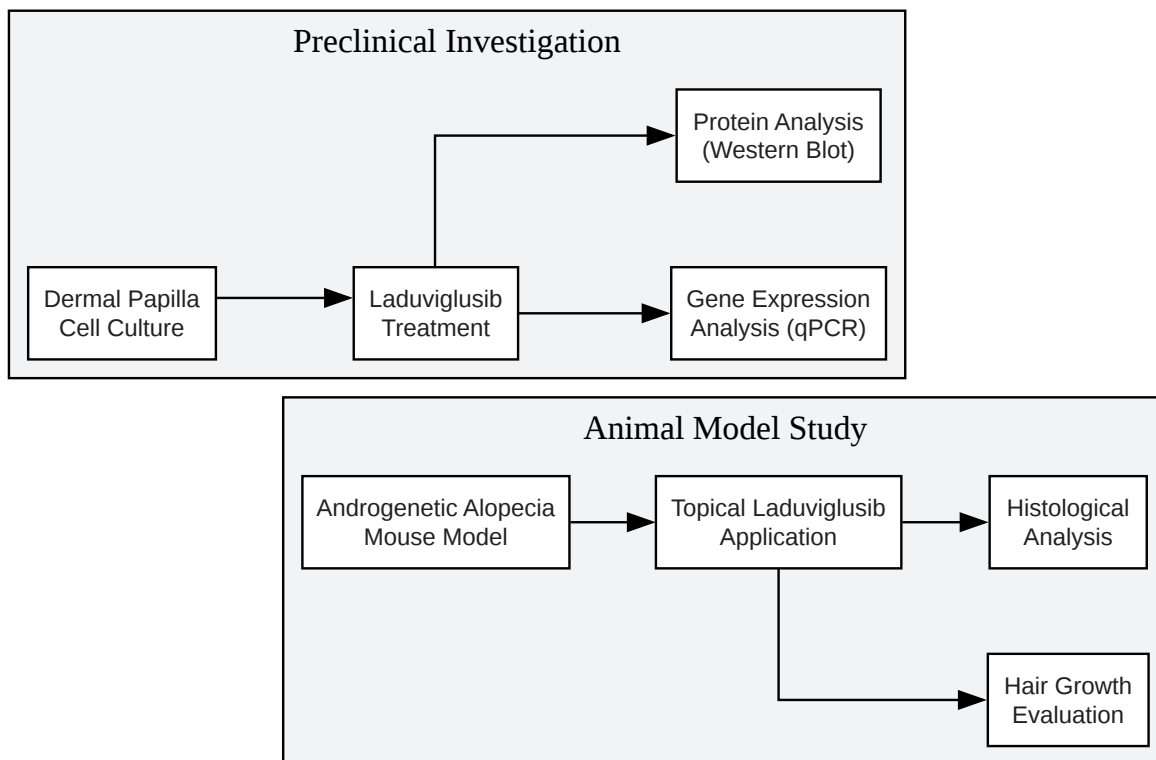 Preclinical Investigation
Protein Analysis
(Western Blot)
Dermal Papilla
Cell Culture
Laduviglusib
Treatment
Gene Expression
Analysis (qPCR)
Animal Model Study
Androgenetic Alopecia
Mouse Model
Topical Laduviglusib
Application
Histological
Analysis
Hair Growth
Evaluation